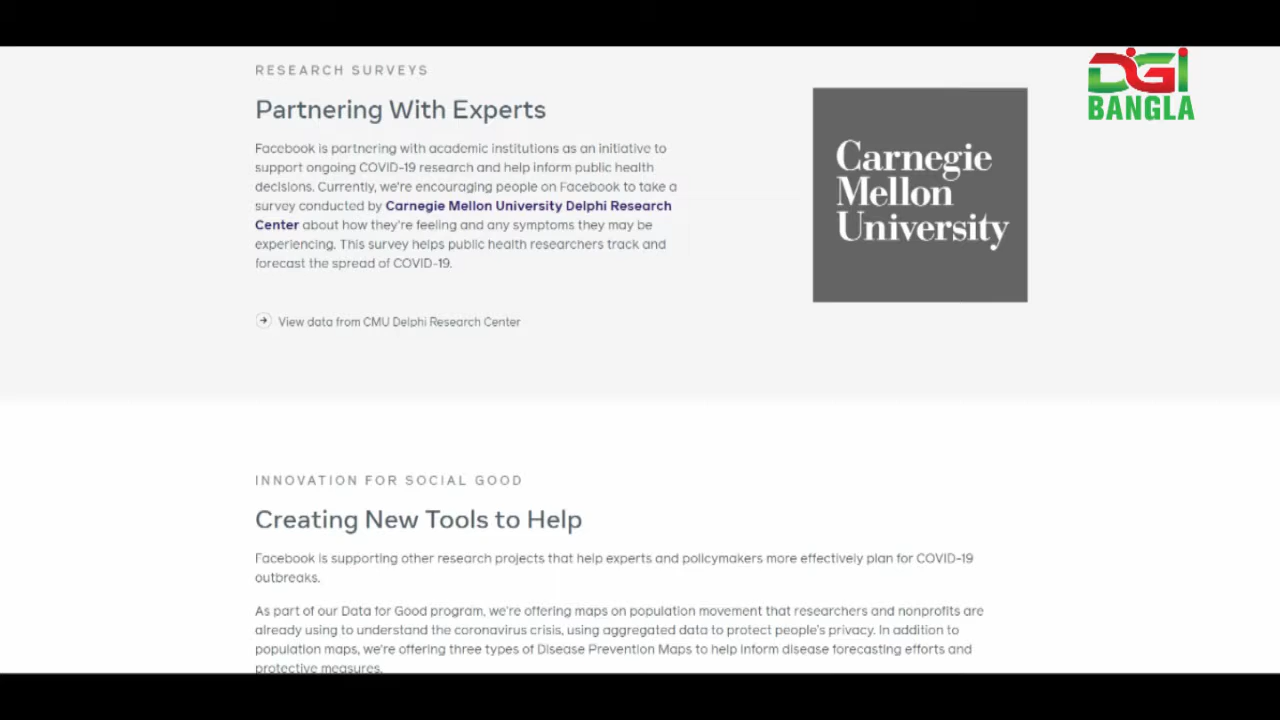 RESEARCH SURVEYS
Partnering With Experts
Facebook is partnering with academic institutions as an initiative to
support ongoing COVID-19 research and help inform public health
decisions. Currently, we're encouraging people on Facebook to take a
survey conducted by Carnegie Mellon University Delphi Research
Center about how they're feeling and any symptoms they may be
experiencing. This survey helps public health researchers track and
forecast the spread of COVID-19.
View data from CMU Delphi Research Center
Carnegie
Mellon
University
DGI
BANGLA
INNOVATION FOR SOCIAL GOOD
Creating New Tools to Help
Facebook is supporting other research projects that help experts and policymakers more effectively plan for COVID-19
outbreaks.
As part of our Data for Good program, we're offering maps on population movement that researchers and nonprofits are
already using to understand the coronavirus crisis, using aggregated data to protect people's privacy. In addition to
population maps, we're offering three types of Disease Prevention Maps to help inform disease forecasting efforts and
protective measures.